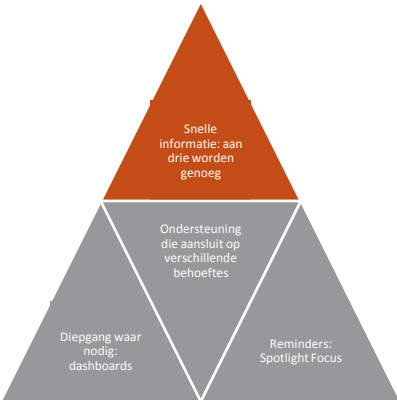 Snelle
informatie: aan
drie worden
genoeg
Ondersteuning
die aansluit op
verschillende
behoeftes
Diepgang waar
nodig:
dashboards
Reminders:
Spotlight Focus